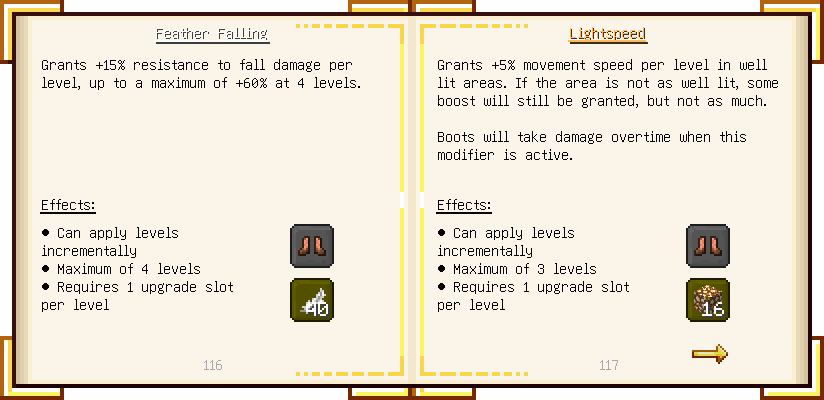 Feather Falling
Grants +15% resistance to fall damage per
level, up to a maximum of +60% at 4 levels.
Effects:
● Can apply levels
incrementally
● Maximum of 4 levels
● Requires 1 upgrade slot
per level
40
116
Lightspeed
Grants +5% movement speed per level in well
lit areas. If the area is not as well lit, some
boost will still be granted, but not as much.
Boots will take damage overtime when this
modifier is active.
Effects:
● Can apply levels
incrementally
● Maximum of 3 levels
● Requires 1 upgrade slot
per level
16
117